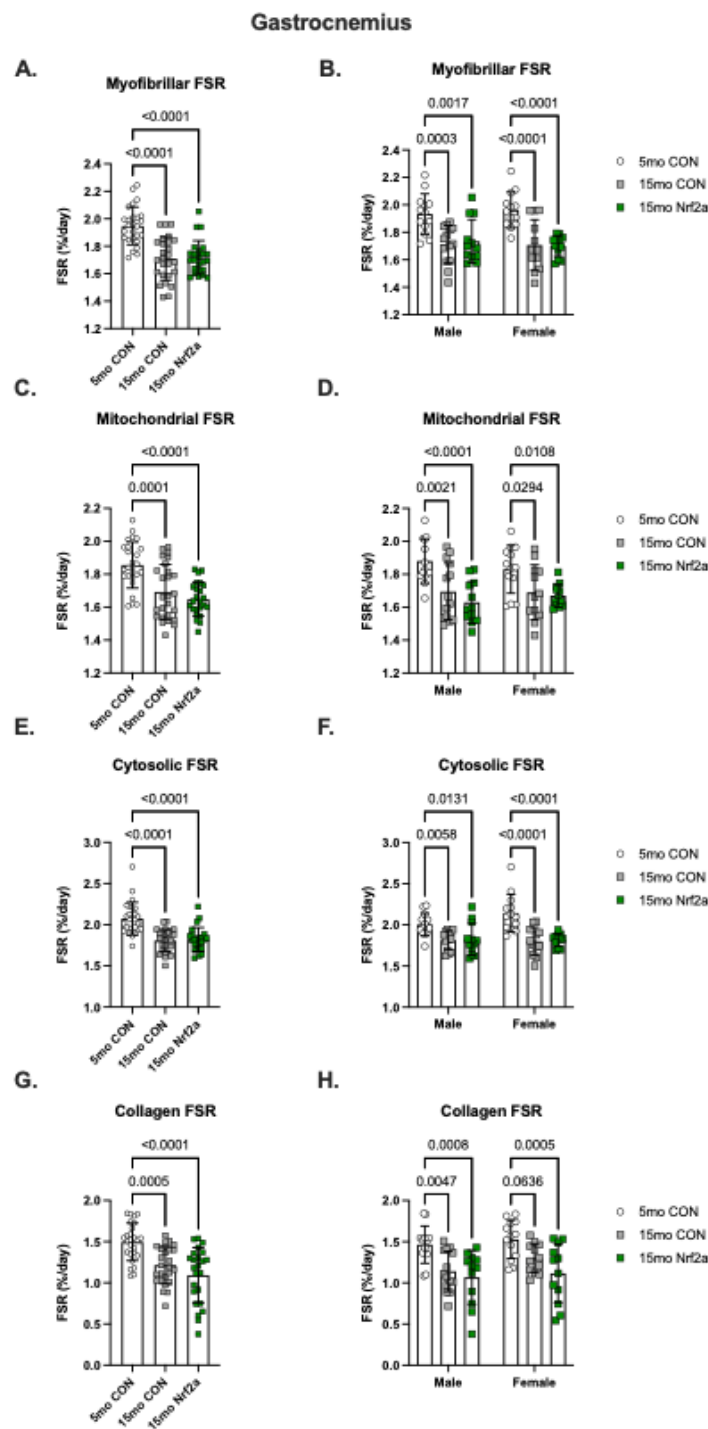 Gastrocnemius
A.
Myofibrillar FSR
<0.0001
<0.0001
2.4
2.2
2.0
1.8
1.6
1.4
1.2
FSR (%/day)
5mo CON
15mo CON
15mo Nrf2a
B.
Myofibrillar FSR
0.0017
<0.0001
0.0003
<0.0001
2.4
2.2
2.0
1.8
1.6
1.4
1.2
FSR (%/day)
Male
Female
5mo CON
15mo CON
15mo Nrf2a
C.
Mitochondrial FSR
<0.0001
0.0001
2.2
2.0
1.8
1.6
1.4
1.2
FSR (%/day)
5mo CON
15mo CON
15mo Nrf2a
D.
Mitochondrial FSR
<0.0001
0.0108
0.0021
0.0294
2.2
2.0
1.8
1.6
1.4
1.2
FSR (%/day)
Male
Female
5mo CON
15mo CON
15mo Nrf2a
E.
Cytosolic FSR
<0.0001
<0.0001
3.0
2.5
2.0
1.5
1.0
FSR (%/day)
5mo CON
15mo CON
15mo Nrf2a
F.
Cytosolic FSR
0.0131
<0.0001
0.0058
<0.0001
3.0
2.5
2.0
1.5
1.0
FSR (%/day)
Male
Female
5mo CON
15mo CON
15mo Nrf2a
G.
Collagen FSR
<0.0001
0.0005
2.0
1.5
1.0
0.5
0.0
FSR (%/day)
5mo CON
15mo CON
15mo Nrf2a
H.
Collagen FSR
0.0008
0.0005
0.0047
0.0636
2.0
1.5
1.0
0.5
0.0
FSR (%/day)
Male
Female
5mo CON
15mo CON
15mo Nrf2a